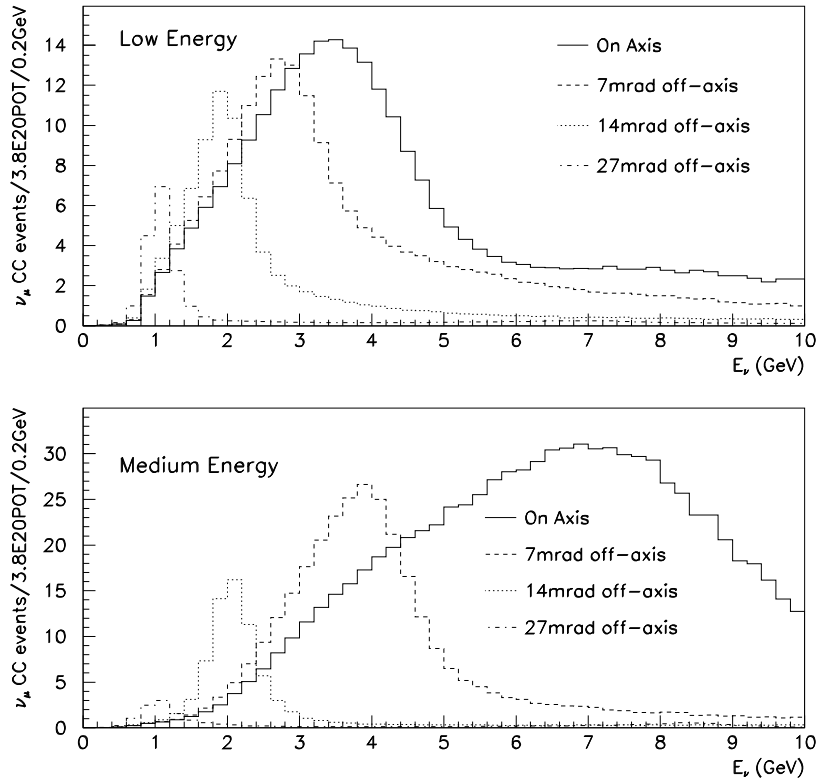 Low Energy
On Axis
7mrad off-axis
14mrad off-axis
27mrad off-axis
ν_μ CC events/3.8E20POT/0.2GeV
14
12
10
8
6
4
2
0
0 1 2 3 4 5 6 7 8 9 10
E_ν (GeV)
Medium Energy
On Axis
7mrad off-axis
14mrad off-axis
27mrad off-axis
ν_μ CC events/3.8E20POT/0.2GeV
30
25
20
15
10
5
0
0 1 2 3 4 5 6 7 8 9 10
E_ν (GeV)